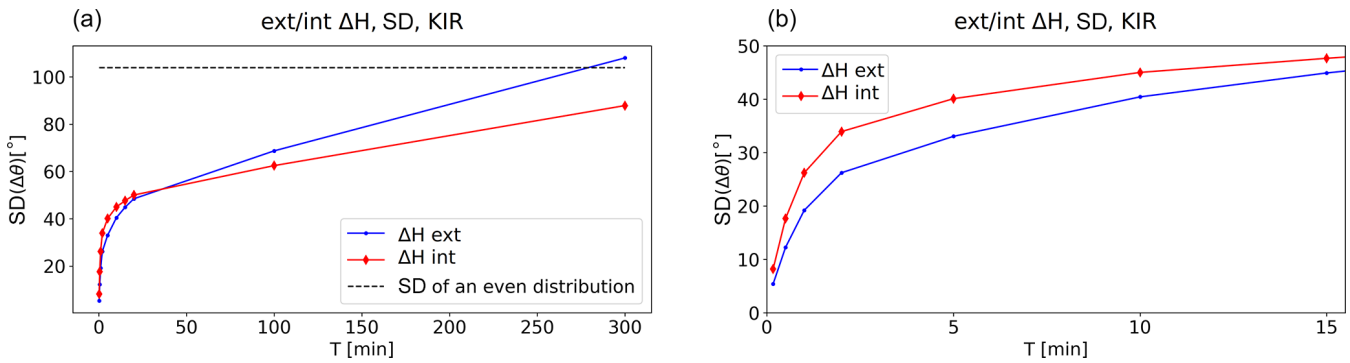 (a)
ext/int ΔH, SD, KIR
SD(Δθ)[°]
100
80
60
40
20
ΔH ext
ΔH int
SD of an even distribution
0
50
100
150
200
250
300
T [min]
(b)
ext/int ΔH, SD, KIR
SD(Δθ)[°]
50
40
30
20
10
0
ΔH ext
ΔH int
0
5
10
15
T [min]